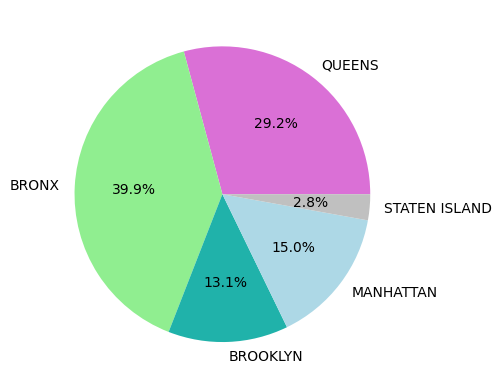 QUEENS
29.2%
BRONX
39.9%
2.8%
STATEN ISLAND
15.0%
13.1%
MANHATTAN
BROOKLYN